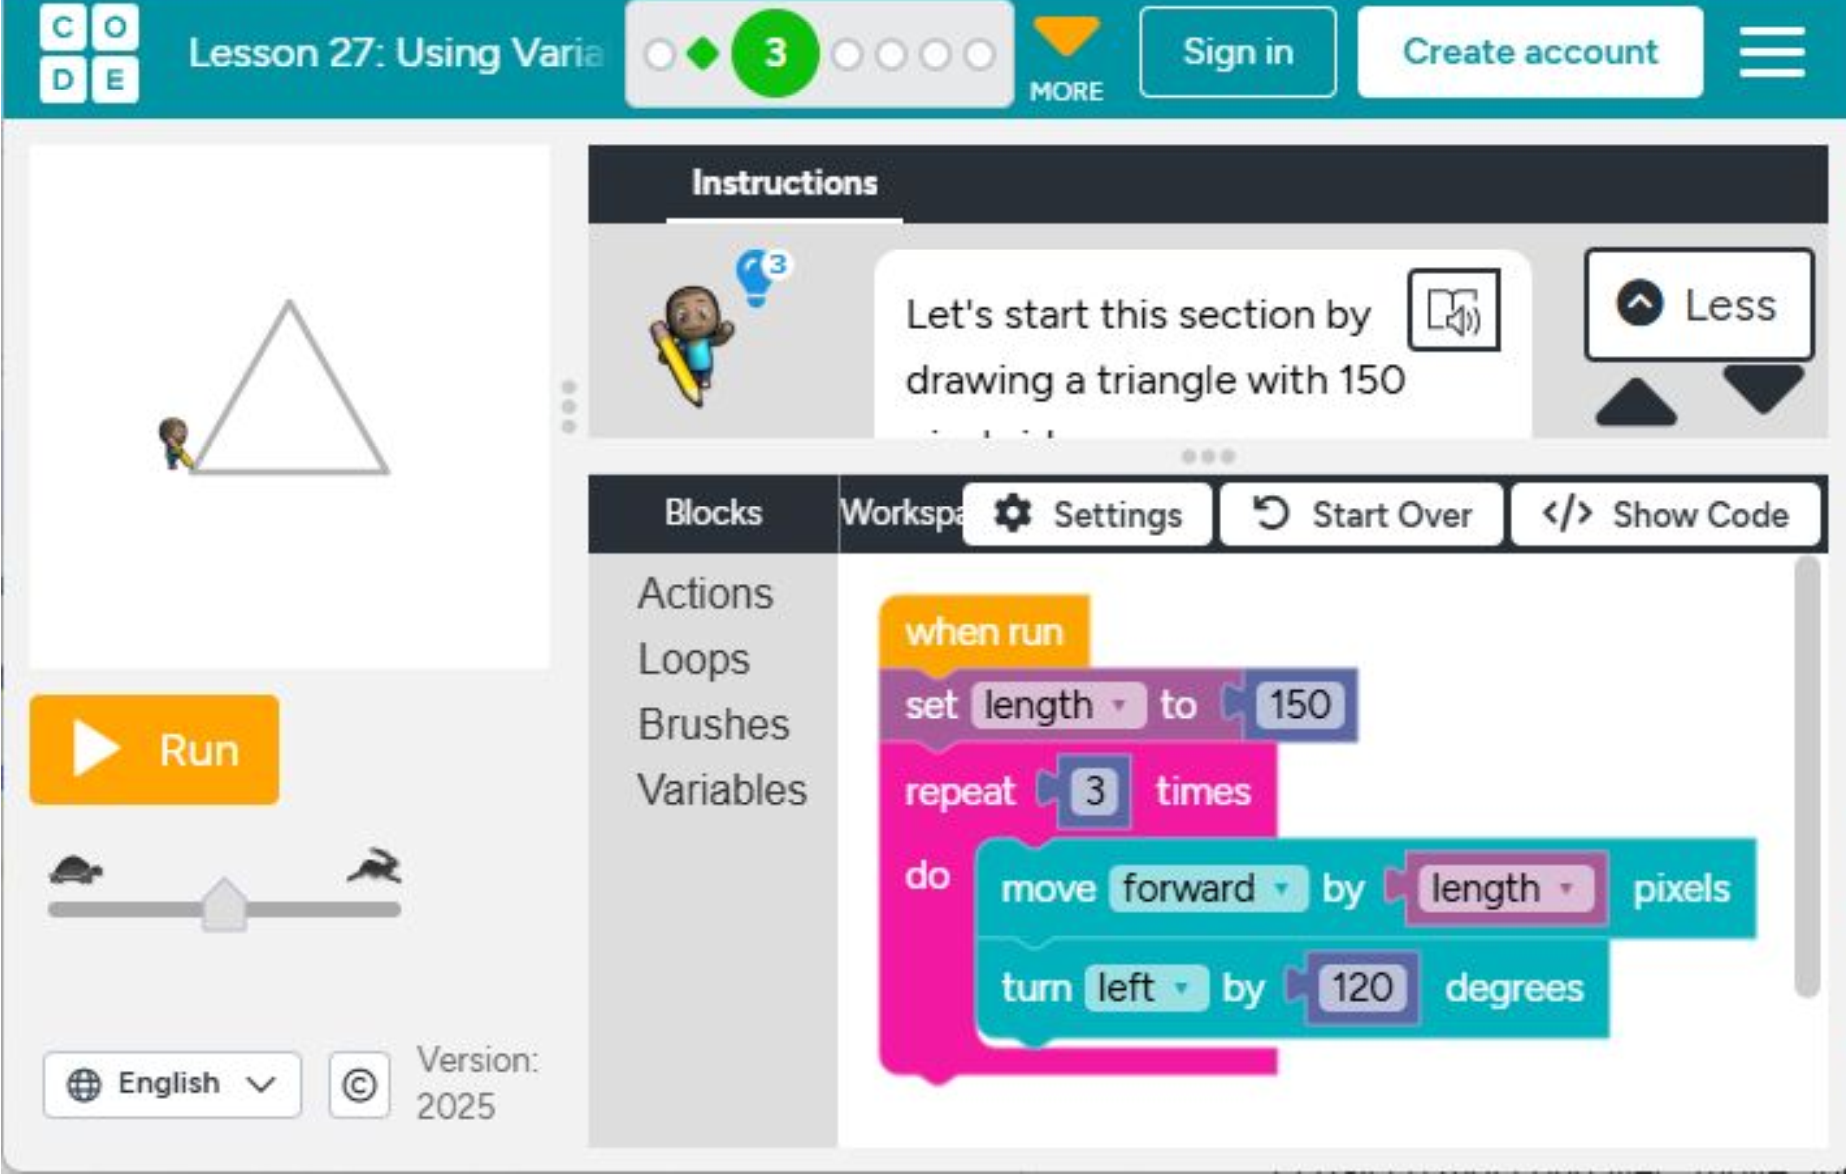 C O
D E
Lesson 27: Using Varia
3
MORE
Sign in
Create account
Instructions
3
Let's start this section by
drawing a triangle with 150
Less
Blocks
Workspa
Settings
Start Over
</> Show Code
Actions
Loops
Brushes
Variables
when run
set length to 150
repeat 3 times
do
move forward by length pixels
turn left by 120 degrees
Run
English
©
Version:
2025